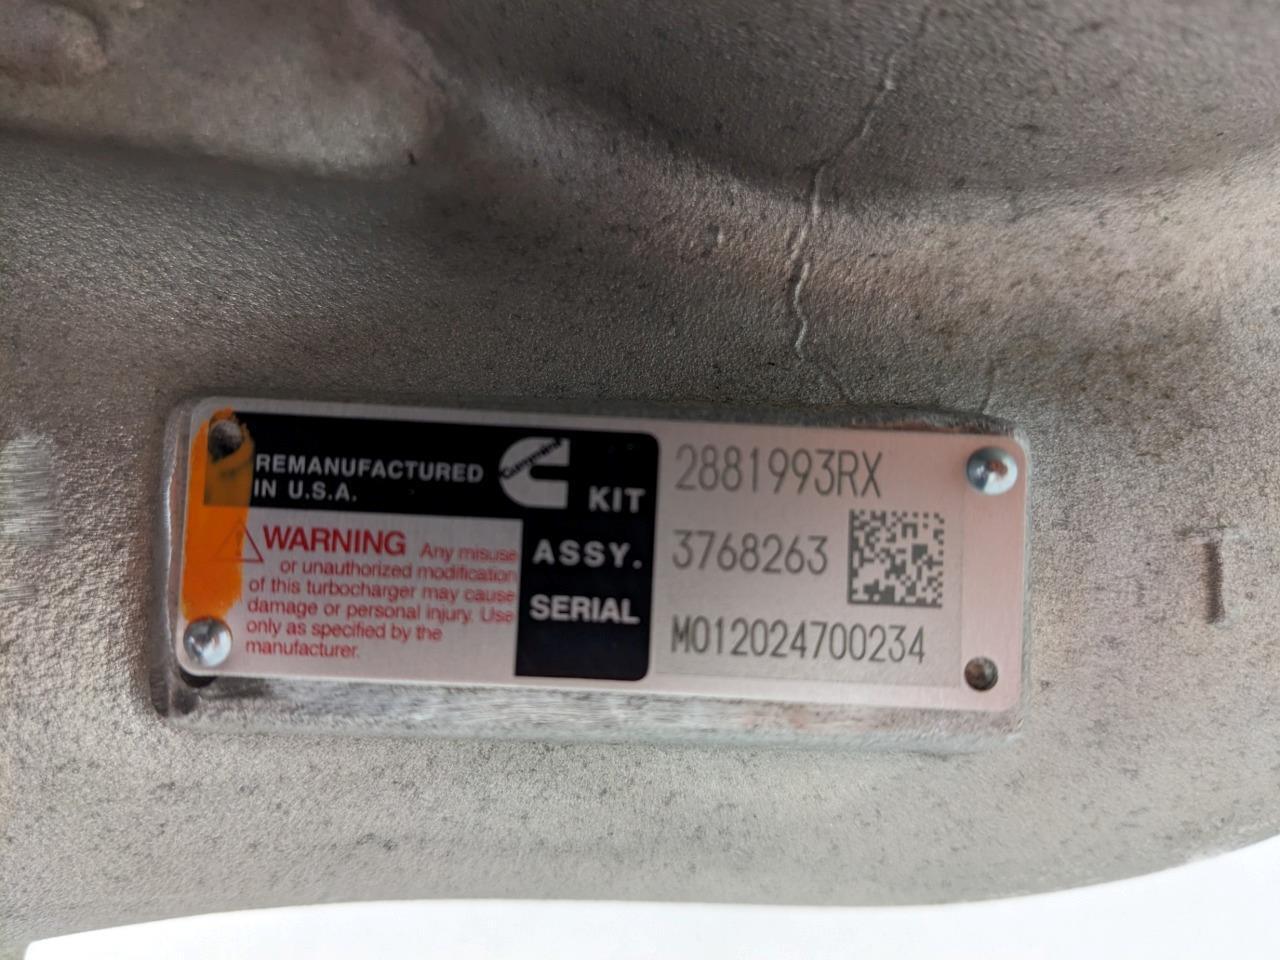 REMANUFACTURED
IN U.S.A.
Cummins
KIT 2881993RX
ASSY. 3768263
SERIAL M012024700234
WARNING Any misuse
or unauthorized modification
of this turbocharger may cause
damage or personal injury. Use
only as specified by the
manufacturer.
T